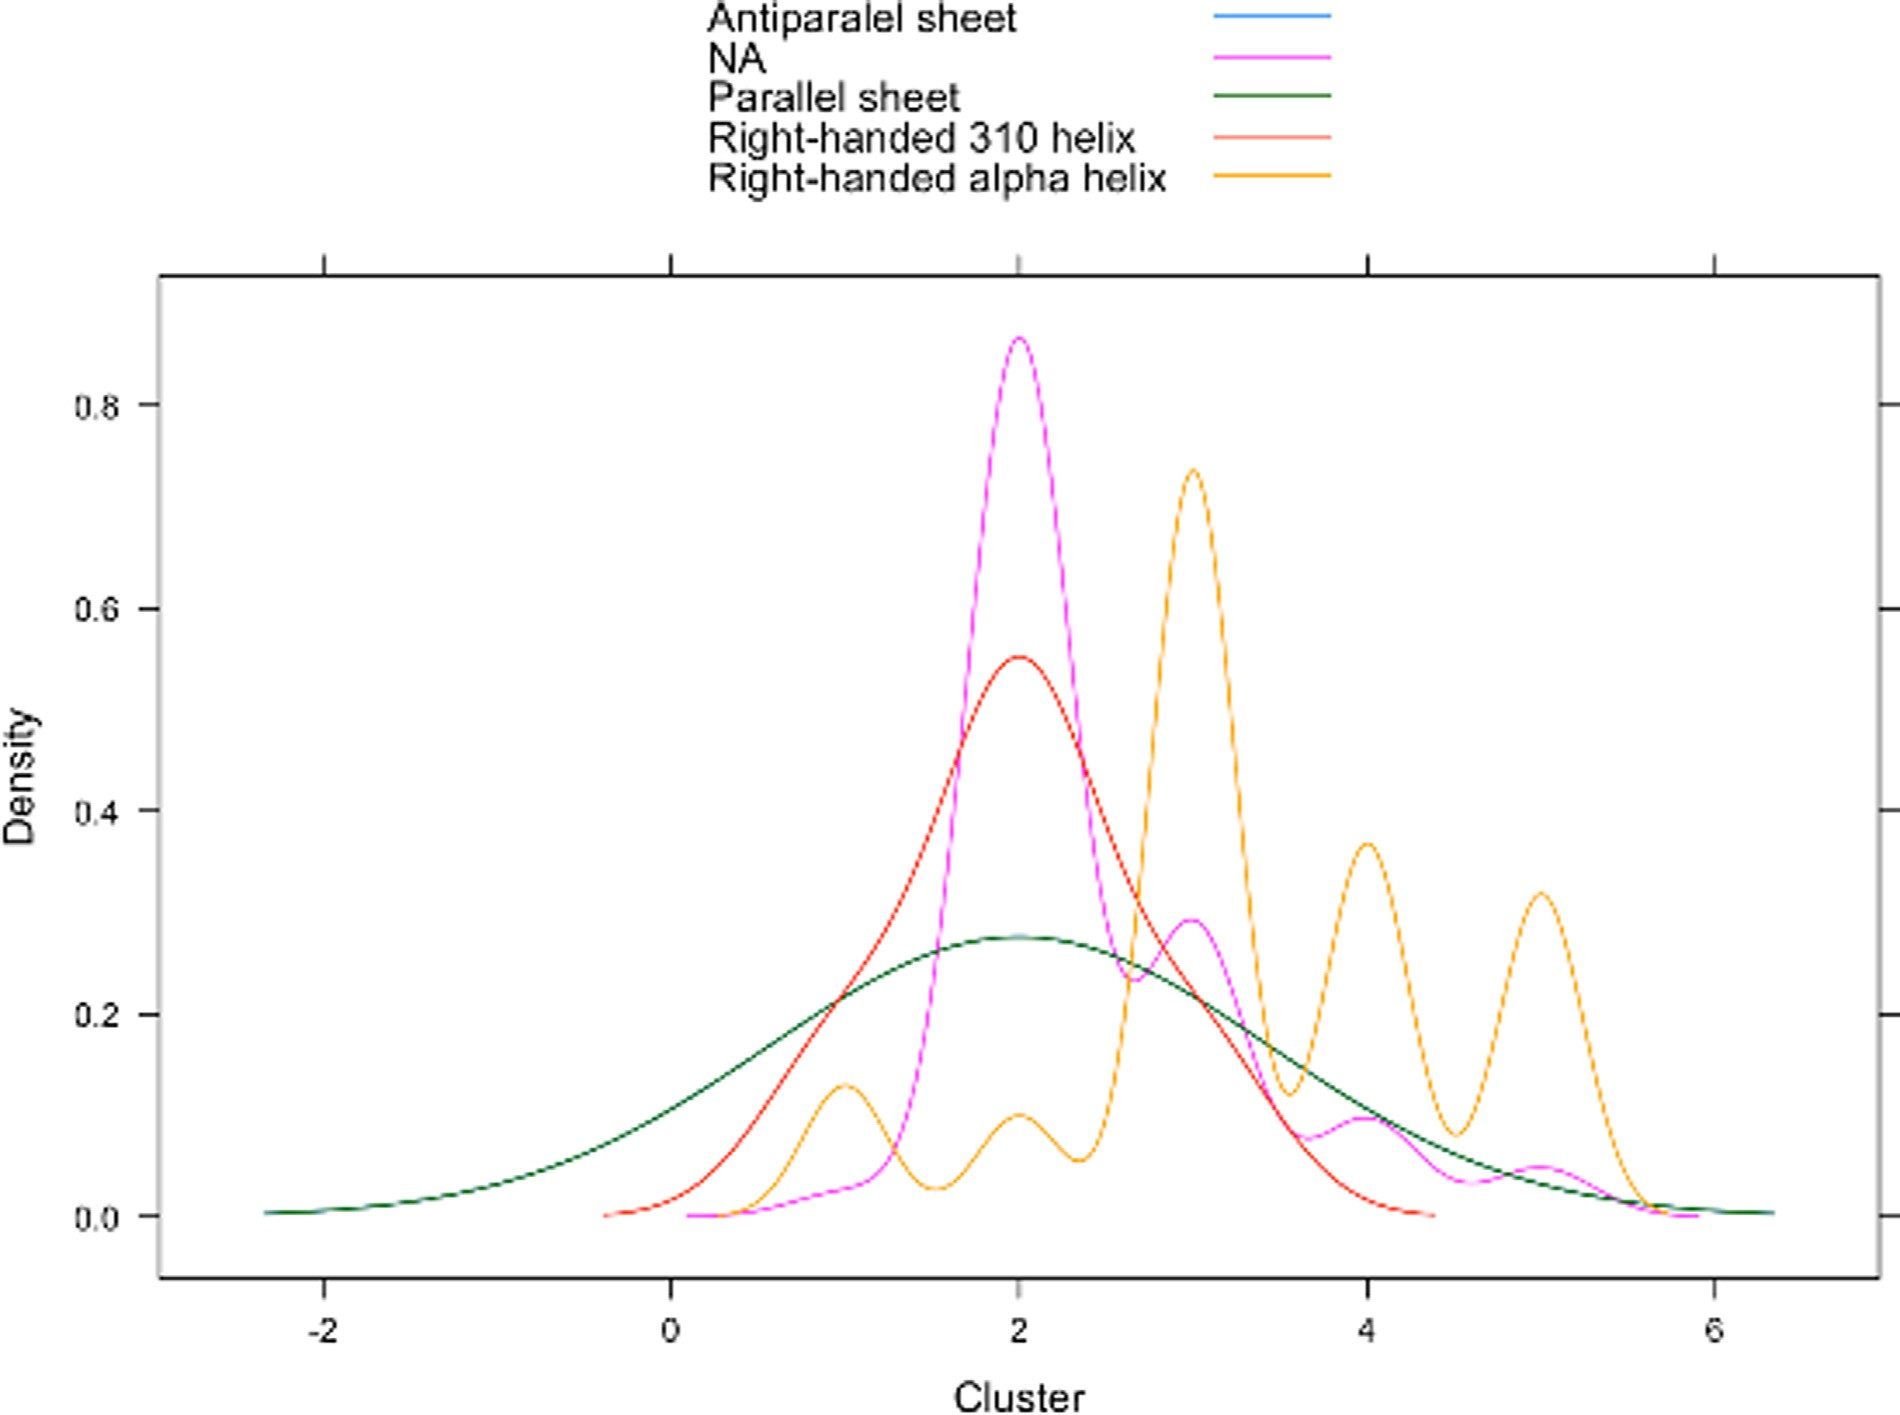 Antiparalel sheet
NA
Parallel sheet
Right-handed 310 helix
Right-handed alpha helix
0.8
0.6
0.4
0.2
0.0
Density
-2 0 2 4 6
Cluster